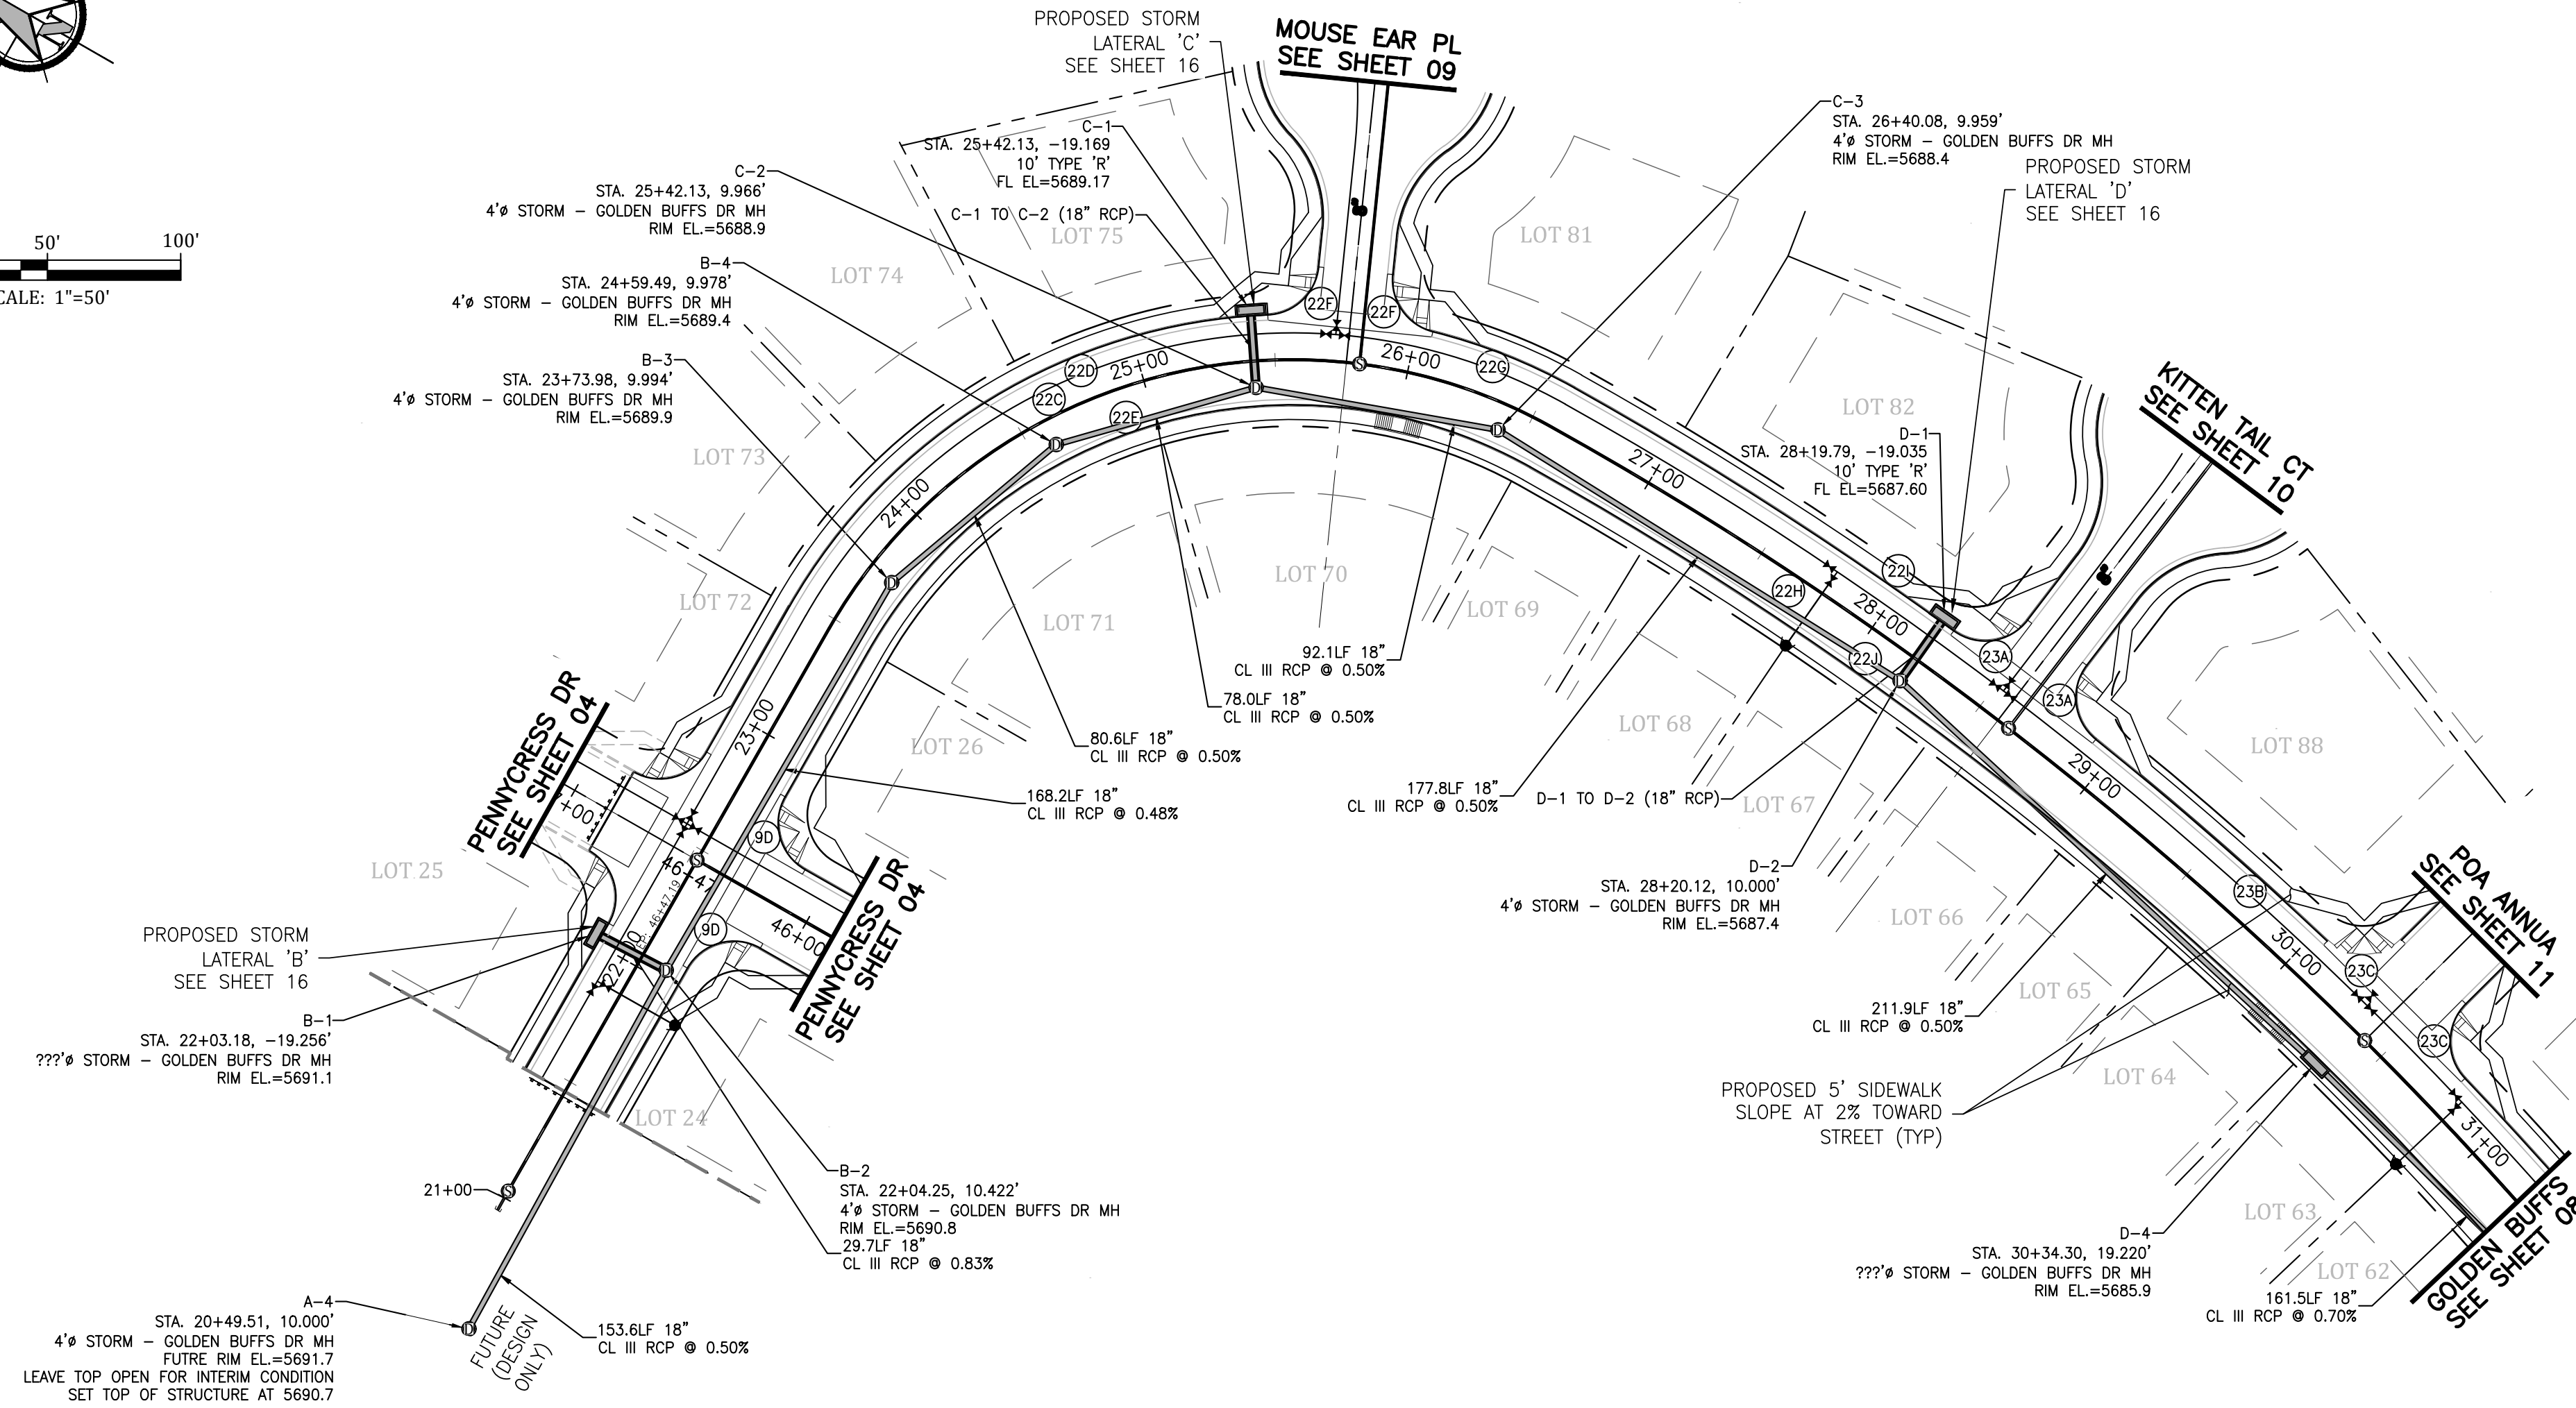 50'
100'
CALE: 1"=50'
PROPOSED STORM
LATERAL 'C'
SEE SHEET 16
MOUSE EAR PL
SEE SHEET 09
C-1
STA. 25+42.13, -19.169
10' TYPE 'R'
FL EL=5689.17
C-1 TO C-2 (18" RCP)
C-2
STA. 25+42.13, 9.966'
4'ø STORM - GOLDEN BUFFS DR MH
RIM EL.=5688.9
B-4
STA. 24+59.49, 9.978'
4'ø STORM - GOLDEN BUFFS DR MH
RIM EL.=5689.4
B-3
STA. 23+73.98, 9.994'
4'ø STORM - GOLDEN BUFFS DR MH
RIM EL.=5689.9
C-3
STA. 26+40.08, 9.959'
4'ø STORM - GOLDEN BUFFS DR MH
RIM EL.=5688.4
PROPOSED STORM
LATERAL 'D'
SEE SHEET 16
LOT 75
LOT 74
LOT 81
LOT 82
LOT 73
LOT 72
LOT 71
LOT 70
LOT 69
LOT 68
LOT 67
LOT 66
LOT 65
LOT 64
LOT 63
LOT 62
LOT 88
LOT 26
LOT 25
LOT 24
22F
22F
22D
22C
22E
22G
22H
22I
22J
23A
23A
23B
23C
23C
9D
9D
21+00
22+00
23+00
24+00
25+00
26+00
27+00
28+00
29+00
30+00
31+00
+00
46+47
EP: 46+47.19
46+00
D-1
STA. 28+19.79, -19.035
10' TYPE 'R'
FL EL=5687.60
KITTEN TAIL CT
SEE SHEET 10
PENNYCRESS DR
SEE SHEET 04
PENNYCRESS DR
SEE SHEET 04
92.1LF 18"
CL III RCP @ 0.50%
78.0LF 18"
CL III RCP @ 0.50%
80.6LF 18"
CL III RCP @ 0.50%
168.2LF 18"
CL III RCP @ 0.48%
177.8LF 18"
CL III RCP @ 0.50%
D-1 TO D-2 (18" RCP)
D-2
STA. 28+20.12, 10.000'
4'ø STORM - GOLDEN BUFFS DR MH
RIM EL.=5687.4
POA ANNUA
SEE SHEET 11
PROPOSED STORM
LATERAL 'B'
SEE SHEET 16
B-1
STA. 22+03.18, -19.256'
???'ø STORM - GOLDEN BUFFS DR MH
RIM EL.=5691.1
211.9LF 18"
CL III RCP @ 0.50%
PROPOSED 5' SIDEWALK
SLOPE AT 2% TOWARD
STREET (TYP)
B-2
STA. 22+04.25, 10.422'
4'ø STORM - GOLDEN BUFFS DR MH
RIM EL.=5690.8
29.7LF 18"
CL III RCP @ 0.83%
D-4
STA. 30+34.30, 19.220'
???'ø STORM - GOLDEN BUFFS DR MH
RIM EL.=5685.9
161.5LF 18"
CL III RCP @ 0.70%
GOLDEN BUFFS
SEE SHEET 08
A-4
STA. 20+49.51, 10.000'
4'ø STORM - GOLDEN BUFFS DR MH
FUTRE RIM EL.=5691.7
LEAVE TOP OPEN FOR INTERIM CONDITION
SET TOP OF STRUCTURE AT 5690.7
FUTURE
(DESIGN
ONLY)
153.6LF 18"
CL III RCP @ 0.50%